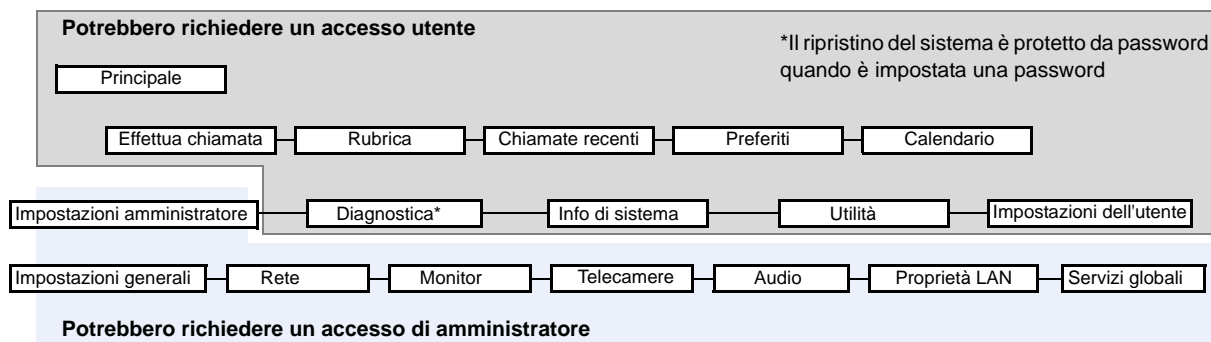 Potrebbero richiedere un accesso utente
*Il ripristino del sistema è protetto da password
quando è impostata una password
Principale
Effettua chiamata Rubrica Chiamate recenti Preferiti Calendario
Impostazioni amministratore Diagnostica* Info di sistema Utilità Impostazioni dell'utente
Impostazioni generali Rete Monitor Telecamere Audio Proprietà LAN Servizi globali
Potrebbero richiedere un accesso di amministratore